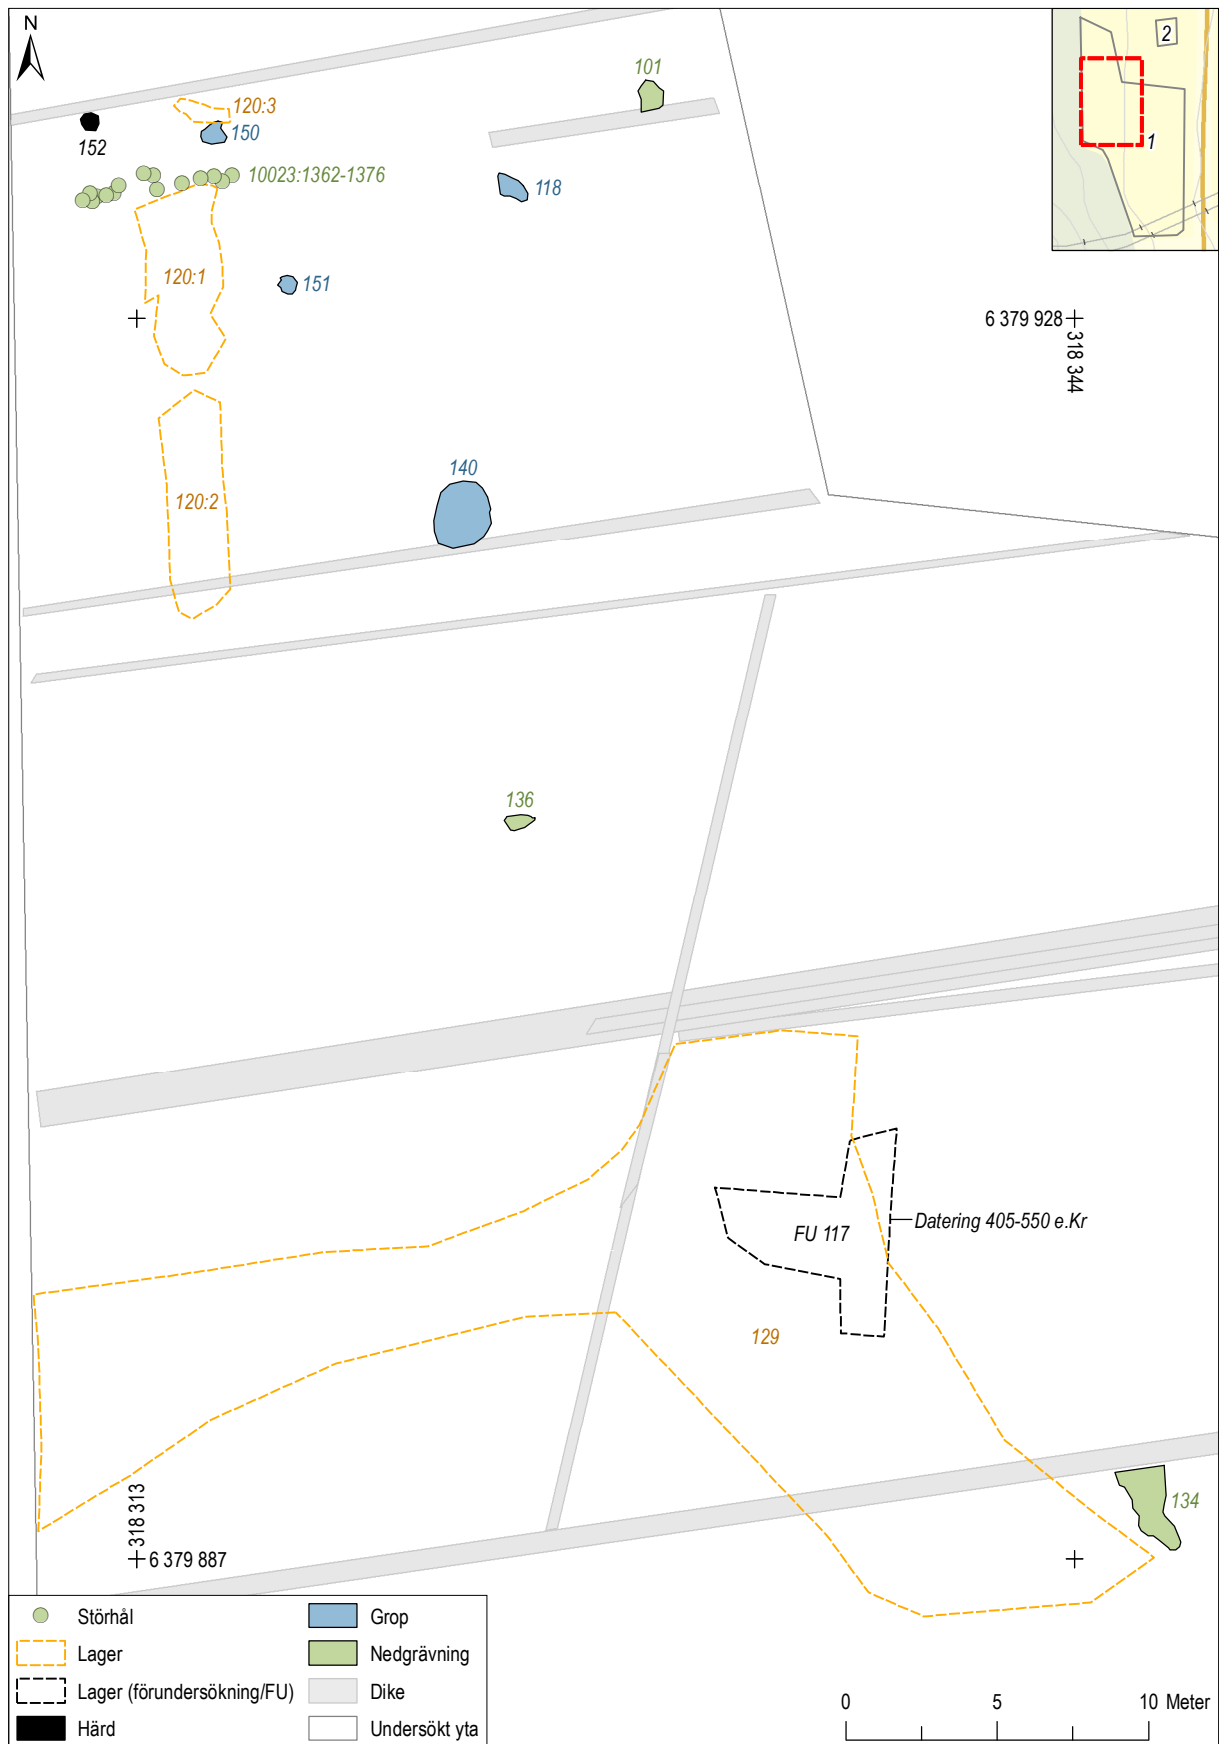 N
2
1
101
120:3
150
152
10023:1362-1376
118
120:1
151
6 379 928
318 344
140
120:2
136
FU 117
Datering 405-550 e.Kr
129
134
318 313
6 379 887
Störhål
Lager
Lager (förundersökning/FU)
Härd
Grop
Nedgrävning
Dike
Undersökt yta
0 5 10 Meter